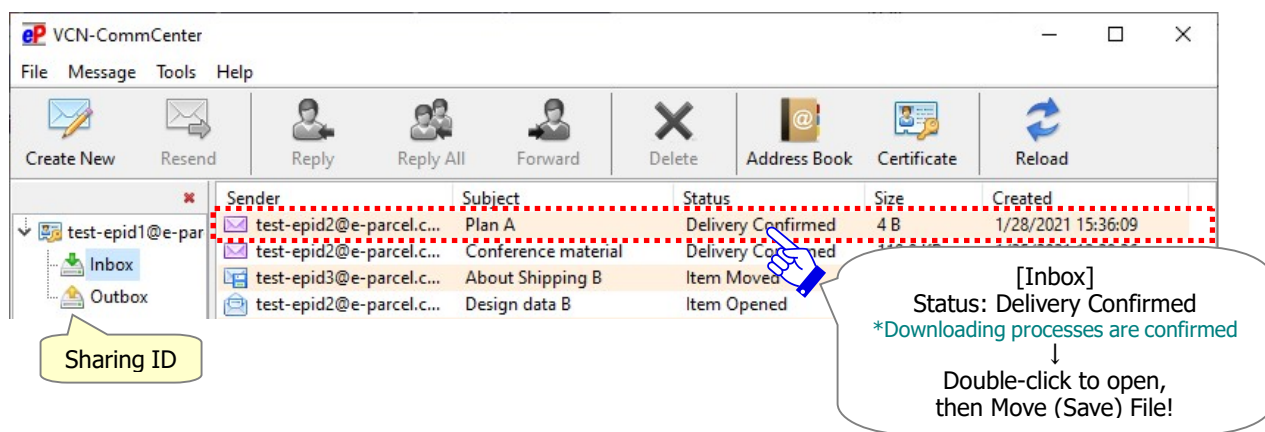 eP VCN-CommCenter
File Message Tools Help
Create New Resend Reply Reply All Forward Delete Address Book Certificate Reload
Sender Subject Status Size Created
test-epid1@e-par
Inbox
Outbox
test-epid2@e-parcel.c... Plan A Delivery Confirmed 4 B 1/28/2021 15:36:09
test-epid2@e-parcel.c... Conference material Delivery Confirmed
test-epid3@e-parcel.c... About Shipping B Item Moved
test-epid2@e-parcel.c... Design data B Item Opened
Sharing ID
[Inbox]
Status: Delivery Confirmed
*Downloading processes are confirmed
↓
Double-click to open,
then Move (Save) File!